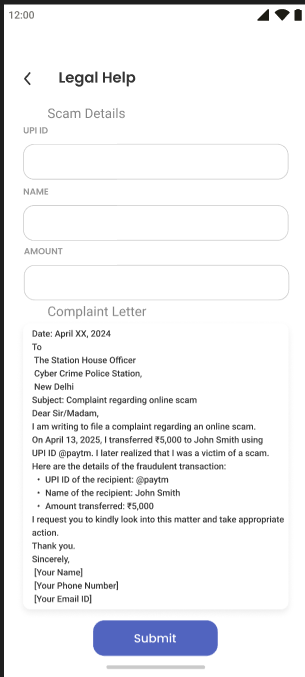 12:00
Legal Help
Scam Details
UPI ID
NAME
AMOUNT
Complaint Letter
Date: April XX, 2024
To
The Station House Officer
Cyber Crime Police Station,
New Delhi
Subject: Complaint regarding online scam
Dear Sir/Madam,
I am writing to file a complaint regarding an online scam.
On April 13, 2025, I transferred ₹5,000 to John Smith using
UPI ID @paytm. I later realized that I was a victim of a scam.
Here are the details of the fraudulent transaction:
• UPI ID of the recipient: @paytm
• Name of the recipient: John Smith
• Amount transferred: ₹5,000
I request you to kindly look into this matter and take appropriate
action.
Thank you.
Sincerely,
[Your Name]
[Your Phone Number]
[Your Email ID]
Submit